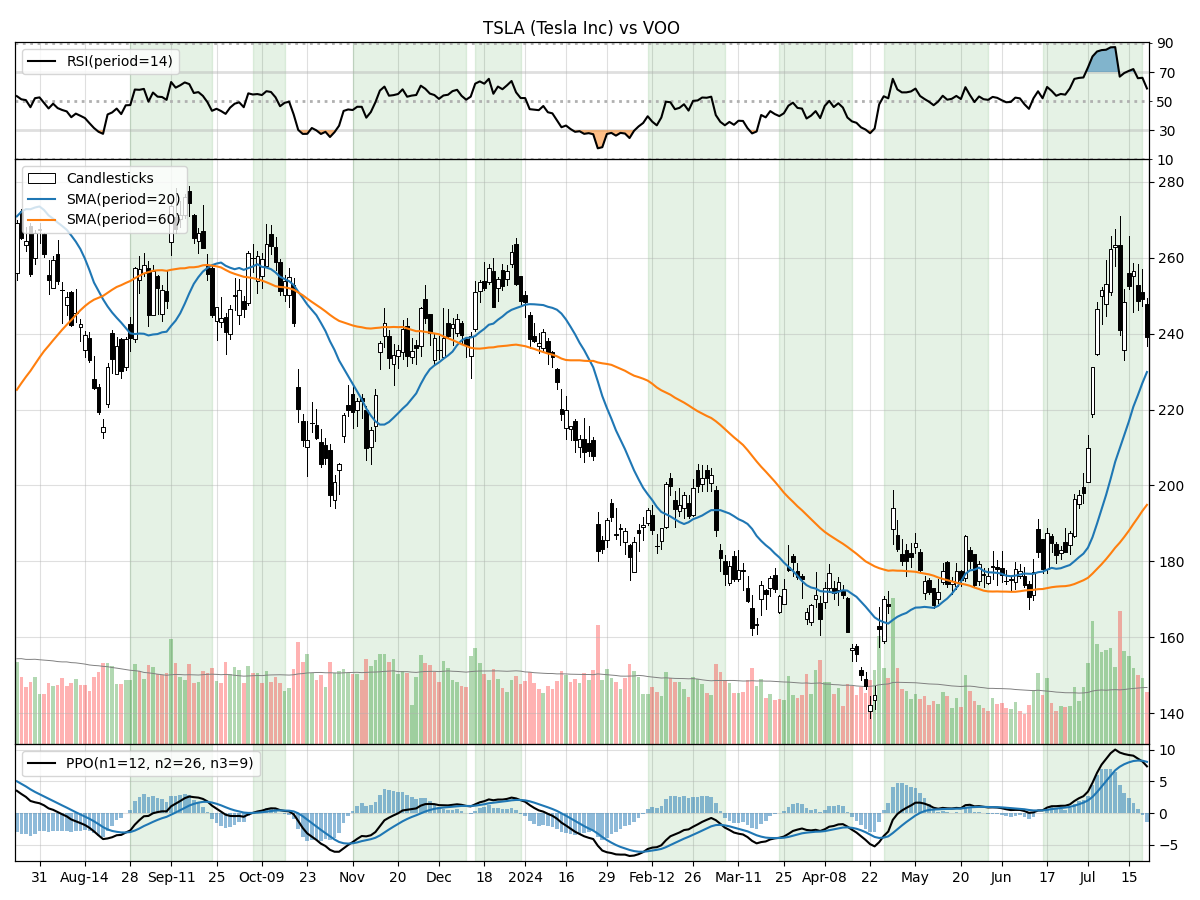 TSLA (Tesla Inc) vs VOO
RSI(period=14)
90
70
50
30
10
Candlesticks
SMA(period=20)
SMA(period=60)
280
260
240
220
200
180
160
140
PPO(n1=12, n2=26, n3=9)
10
5
0
−5
31 Aug-14 28 Sep-11 25 Oct-09 23 Nov 20 Dec 18 2024 16 29 Feb-12 26 Mar-11 25 Apr-08 22 May 20 Jun 17 Jul 15